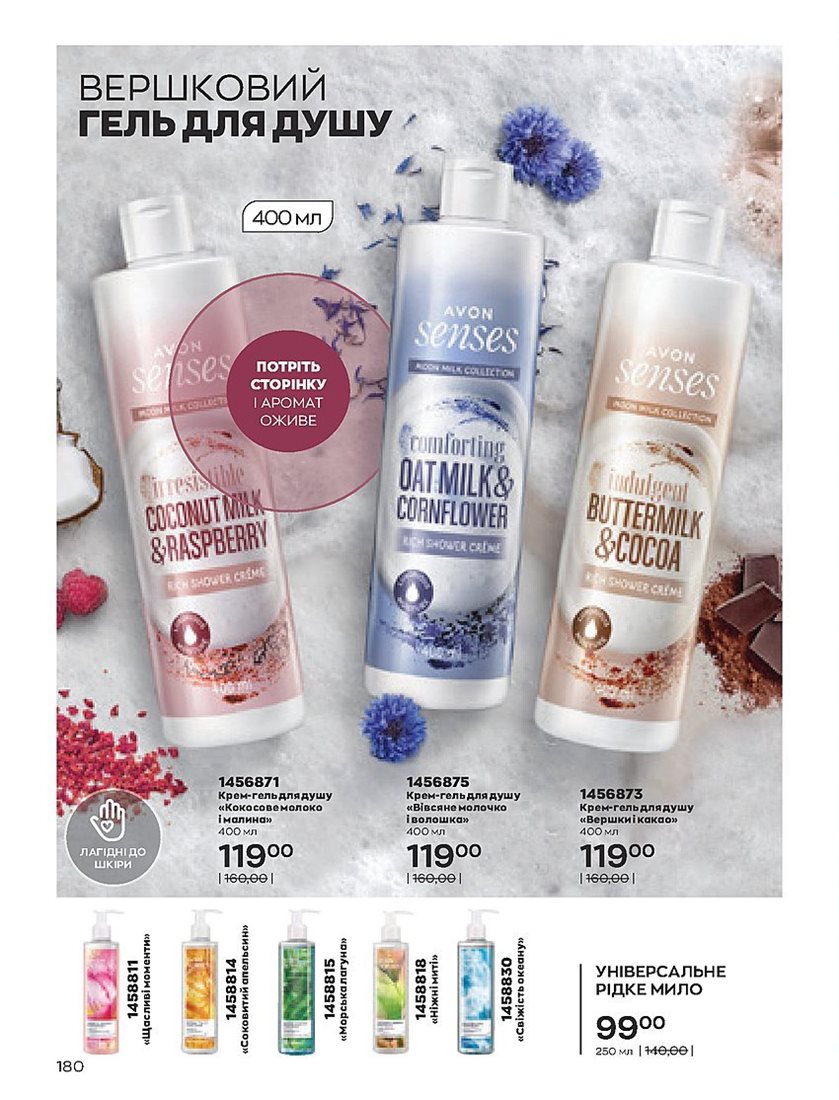 ВЕРШКОВИЙ
ГЕЛЬ ДЛЯ ДУШУ
400 МЛ
ПОТРІТЬ
СТОРІНКУ
І АРОМАТ
ОЖИВЕ
AVON
senses
MOON MILK COLLECTION
irresistible
COCONUT MILK
& RASPBERRY
RICH SHOWER CRÈME
400 ml
AVON
senses
MOON MILK COLLECTION
comforting
OAT MILK &
CORNFLOWER
RICH SHOWER CRÈME
AVON
senses
MOON MILK COLLECTION
indulgent
BUTTERMILK
& COCOA
RICH SHOWER CRÈME
ЛАГІДНІ ДО
ШКІРИ
1456871
Крем-гель для душу
«Кокосове молоко
і малина»
400 мл
119⁰⁰
| 160,00 |
1456875
Крем-гель для душу
«Вівсяне молочко
і волошка»
400 мл
119⁰⁰
| 160,00 |
1456873
Крем-гель для душу
«Вершки і какао»
400 мл
119⁰⁰
| 160,00 |
1458811
«Щасливі моменти»
1458814
«Соковитий апельсин»
1458815
«Морська лагуна»
1458818
«Ніжні миті»
1458830
«Свіжість океану»
УНІВЕРСАЛЬНЕ
РІДКЕ МИЛО
99⁰⁰
250 мл | 140,00 |
180